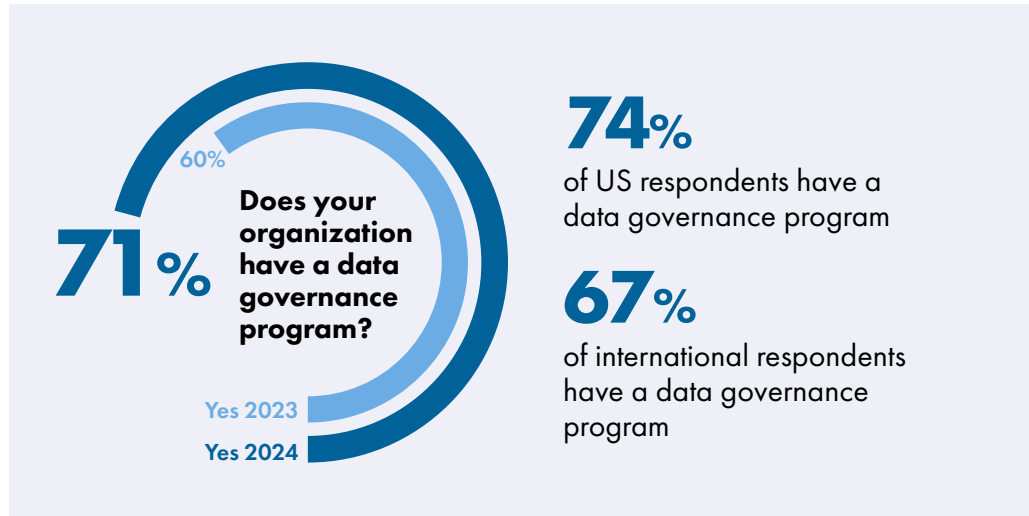 60%
71%
Does your
organization
have a data
governance
program?
Yes 2023
Yes 2024
74%
of US respondents have a
data governance program
67%
of international respondents
have a data governance
program